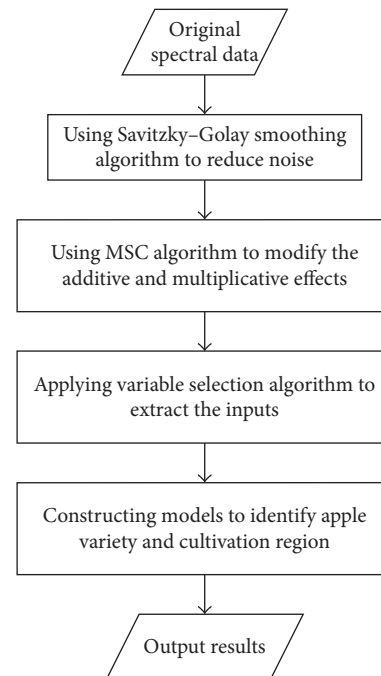 Original
spectral data
Using Savitzky–Golay smoothing
algorithm to reduce noise
Using MSC algorithm to modify the
additive and multiplicative effects
Applying variable selection algorithm to
extract the inputs
Constructing models to identify apple
variety and cultivation region
Output results